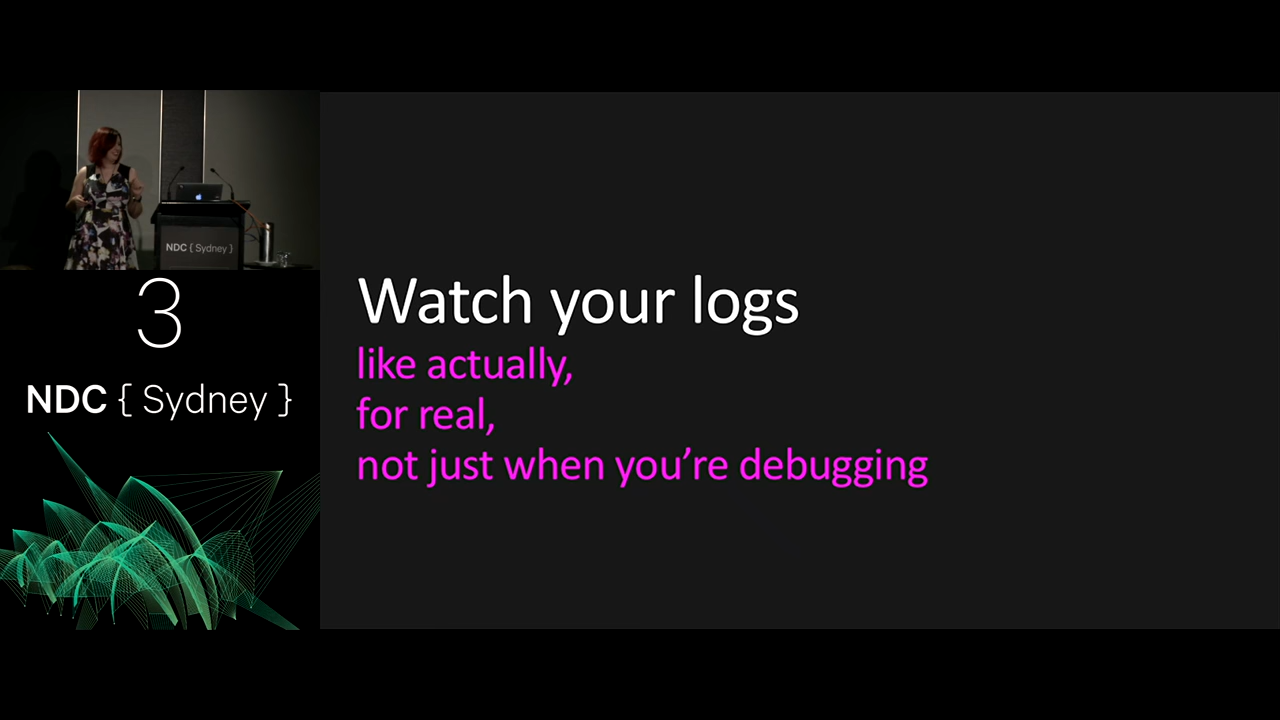 NDC { Sydney }
3
NDC { Sydney }
Watch your logs
like actually,
for real,
not just when you’re debugging